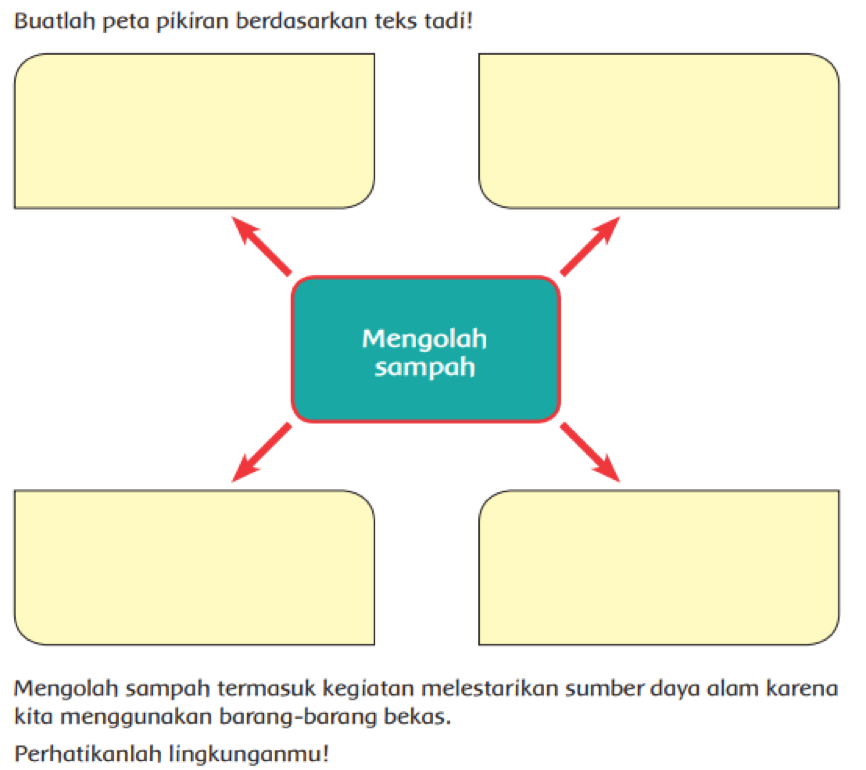 Buatlah peta pikiran berdasarkan teks tadi!
Mengolah
sampah
Mengolah sampah termasuk kegiatan melestarikan sumber daya alam karena
kita menggunakan barang-barang bekas.
Perhatikanlah lingkunganmu!